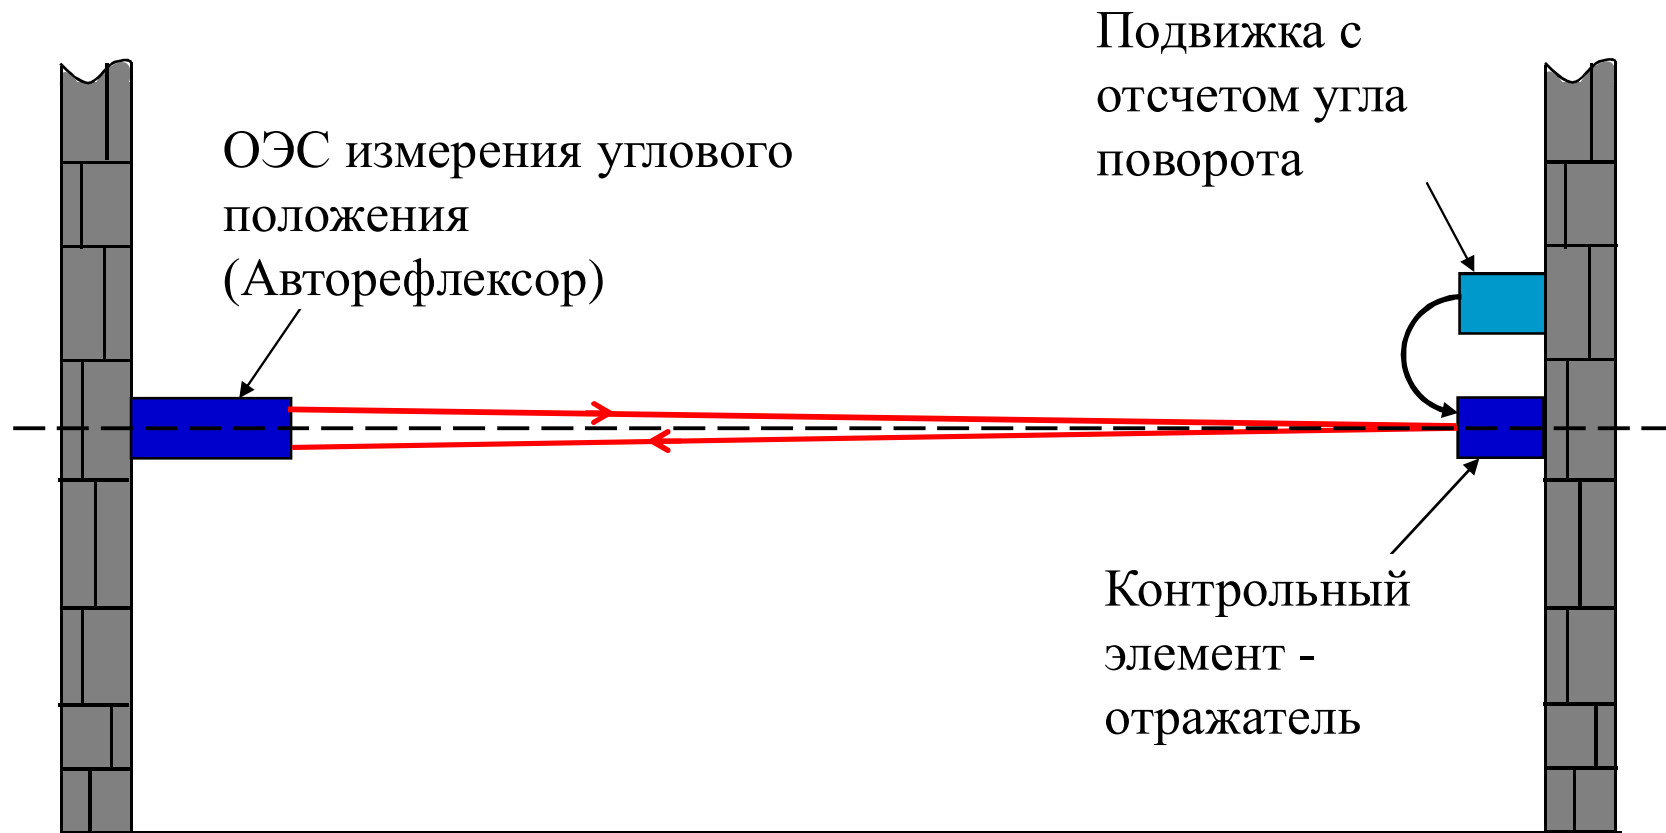 Подвижка с
отсчетом угла
поворота
ОЭС измерения углового
положения
(Авторефлексор)
Контрольный
элемент -
отражатель